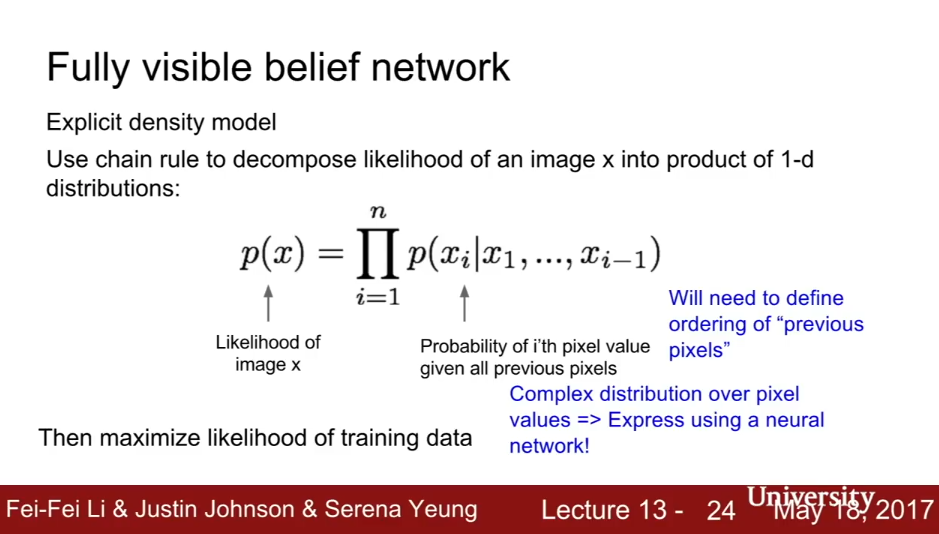 Fully visible belief network
Explicit density model
Use chain rule to decompose likelihood of an image x into product of 1-d
distributions:
p(x) = ∏_{i=1}^{n} p(x_i|x_1, ..., x_{i−1})
Likelihood of
image x
Probability of i’th pixel value
given all previous pixels
Will need to define
ordering of “previous
pixels”
Complex distribution over pixel
values => Express using a neural
network!
Then maximize likelihood of training data
Fei-Fei Li & Justin Johnson & Serena Yeung
Lecture 13 - 24
University
May 18, 2017